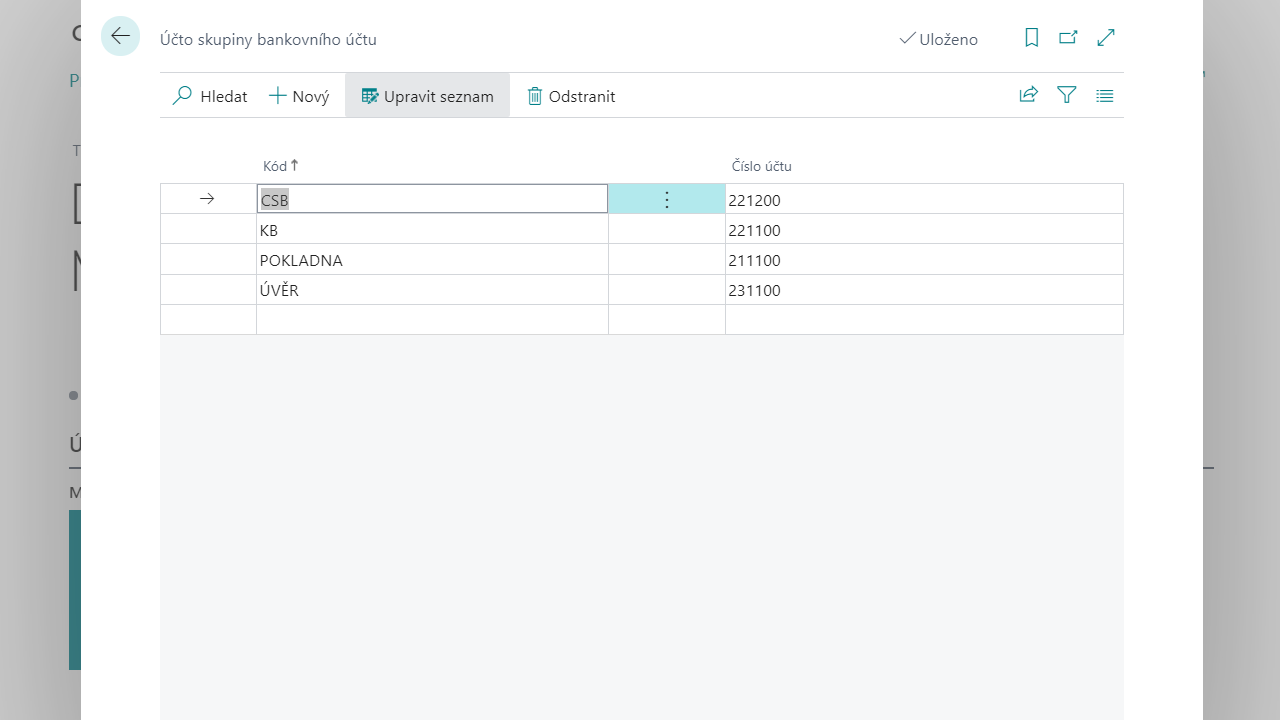 Účto skupiny bankovního účtu
Uloženo
Hledat
Nový
Upravit seznam
Odstranit
Kód
Číslo účtu
CSB 221200
KB 221100
POKLADNA 211100
ÚVĚR 231100